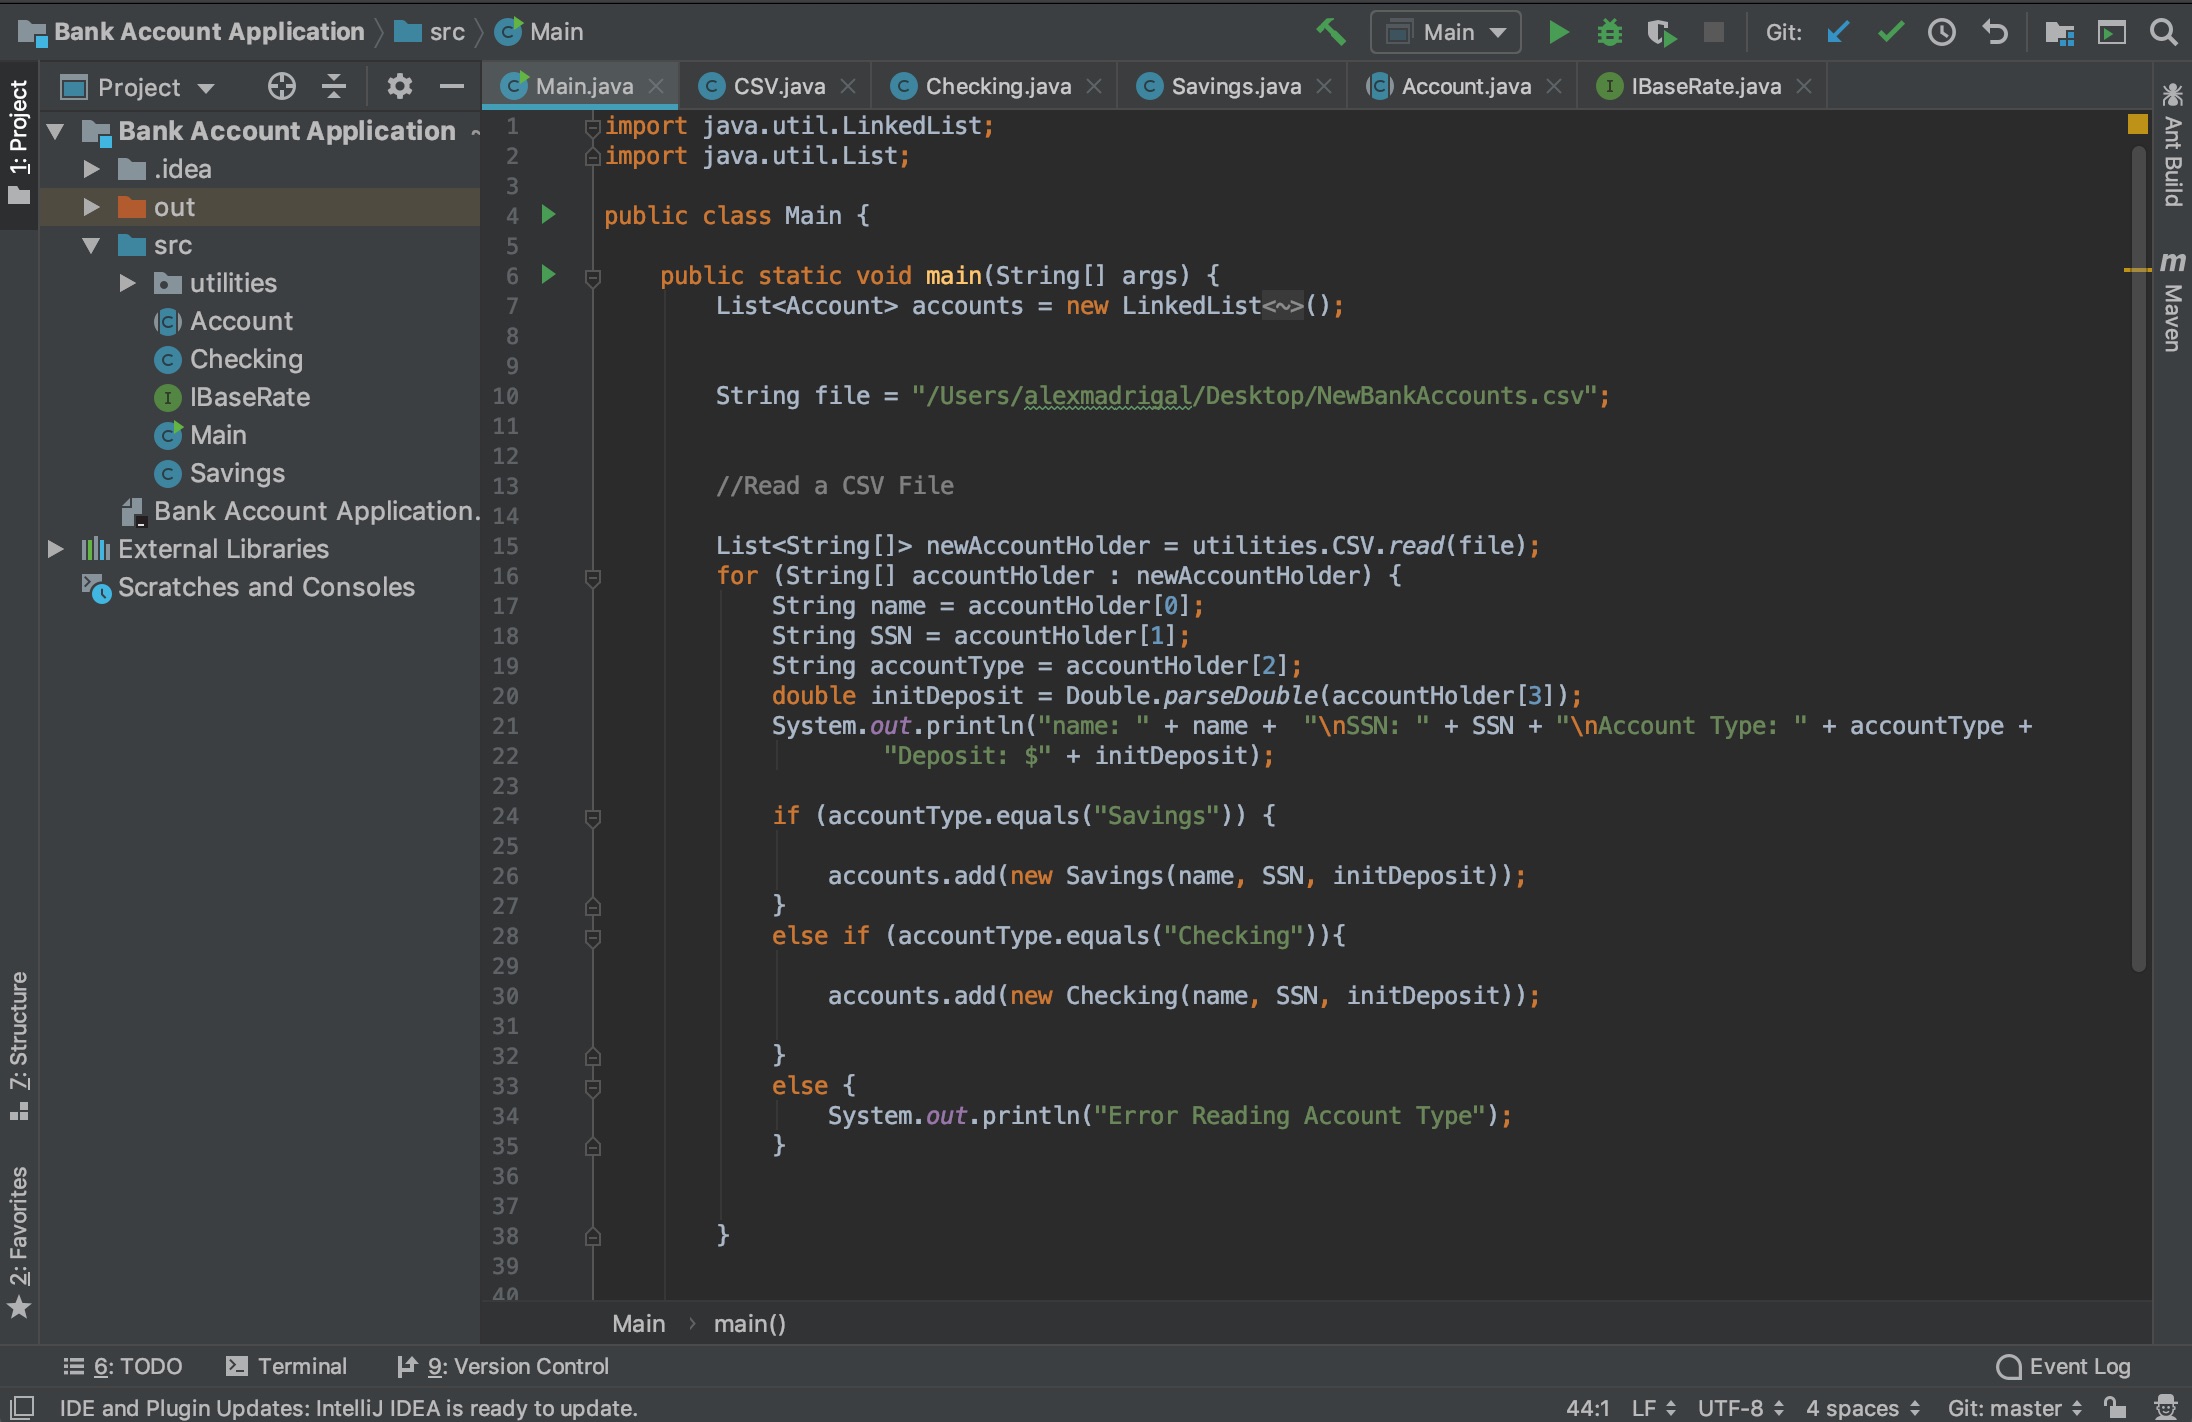 Bank Account Application src Main
Main Git:
1: Project
Project
Bank Account Application
.idea
out
src
utilities
Account
Checking
IBaseRate
Main
Savings
Bank Account Application.
External Libraries
Scratches and Consoles
7: Structure
2: Favorites
Main.java CSV.java Checking.java Savings.java Account.java IBaseRate.java
1 import java.util.LinkedList;
2 import java.util.List;
3
4 public class Main {
5
6 public static void main(String[] args) {
7 List<Account> accounts = new LinkedList<~>();
8
9
10 String file = "/Users/alexmadrigal/Desktop/NewBankAccounts.csv";
11
12
13 //Read a CSV File
14
15 List<String[]> newAccountHolder = utilities.CSV.read(file);
16 for (String[] accountHolder : newAccountHolder) {
17 String name = accountHolder[0];
18 String SSN = accountHolder[1];
19 String accountType = accountHolder[2];
20 double initDeposit = Double.parseDouble(accountHolder[3]);
21 System.out.println("name: " + name +  "\nSSN: " + SSN + "\nAccount Type: " + accountType +
22 "Deposit: $" + initDeposit);
23
24 if (accountType.equals("Savings")) {
25
26 accounts.add(new Savings(name, SSN, initDeposit));
27 }
28 else if (accountType.equals("Checking")){
29
30 accounts.add(new Checking(name, SSN, initDeposit));
31
32 }
33 else {
34 System.out.println("Error Reading Account Type");
35 }
36
37
38 }
39
40
Main › main()
Ant Build
m Maven
6: TODO Terminal 9: Version Control Event Log
IDE and Plugin Updates: IntelliJ IDEA is ready to update. 44:1 LF UTF-8 4 spaces Git: master